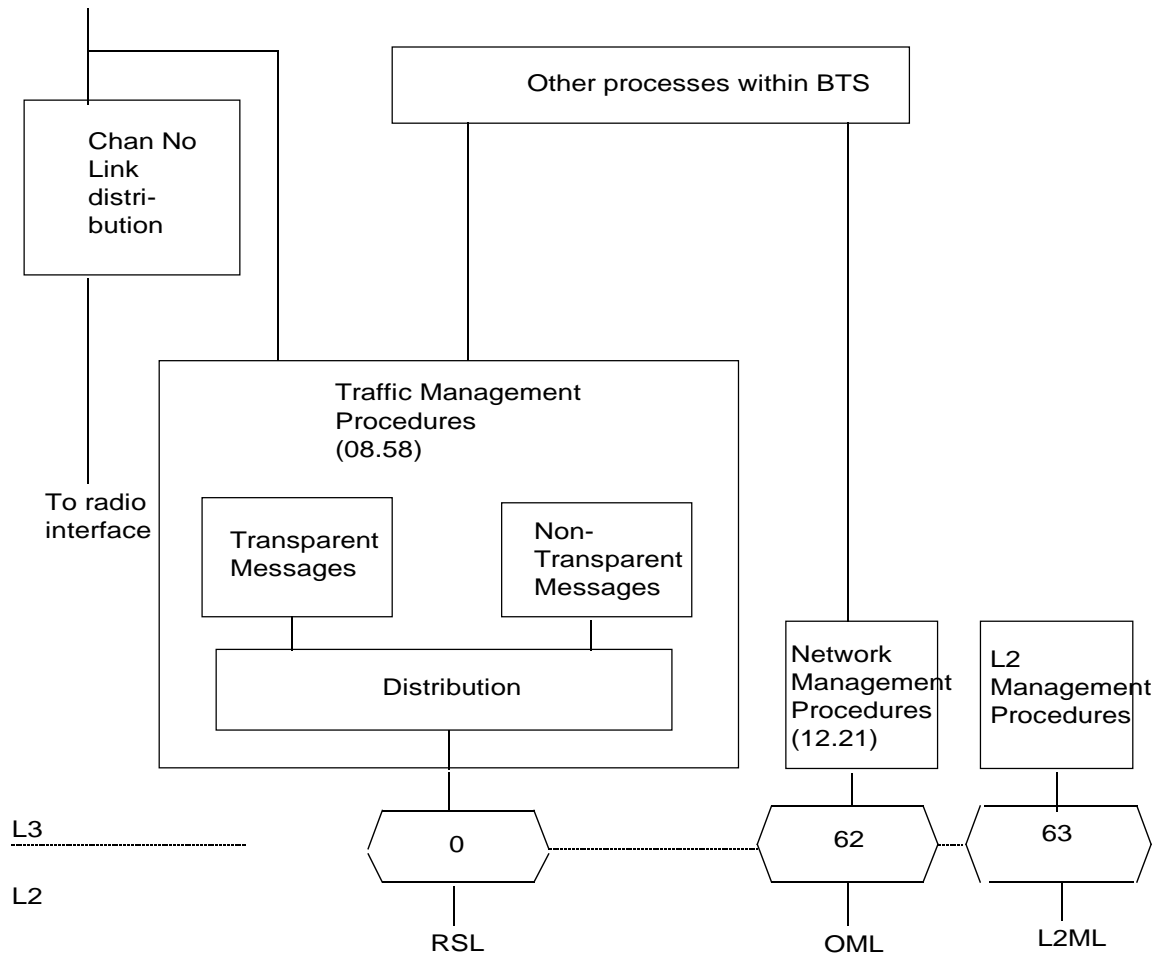 Other processes within BTS
Chan No
Link
distri-
bution
Traffic Management
Procedures
(08.58)
To radio
interface
Transparent
Messages
Non-
Transparent
Messages
Distribution
Network
Management
Procedures
(12.21)
L2
Management
Procedures
L3
0
62
63
L2
RSL
OML
L2ML